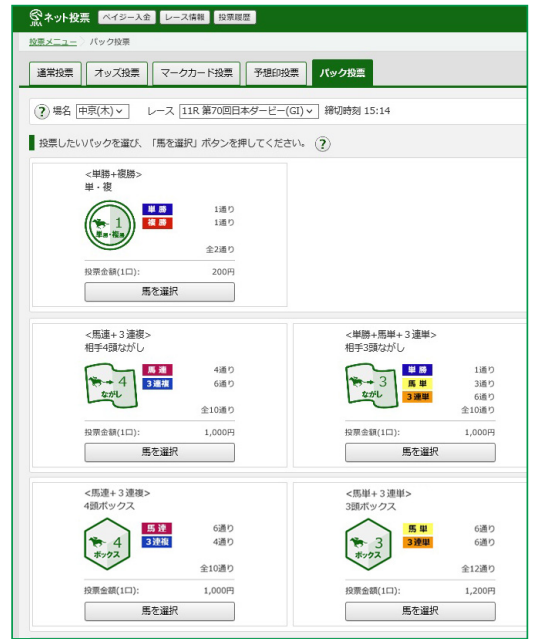 JRA ネット投票 ペイジー入金 レース情報 投票履歴
投票メニュー パック投票
通常投票 オッズ投票 マークカード投票 予想印投票 パック投票
? 場名 中京(木) レース 11R 第70回日本ダービー(GI) 締切時刻 15:14
投票したいパックを選び、「馬を選択」ボタンを押してください。 ?
<単勝+複勝>
単・複
1
単勝・複勝
単勝 1通り
複勝 1通り
全2通り
投票金額(1口): 200円
馬を選択
<馬連+3連複>
相手4頭ながし
4
ながし
馬連 4通り
3連複 6通り
全10通り
投票金額(1口): 1,000円
馬を選択
<単勝+馬単+3連単>
相手3頭ながし
3
ながし
単勝 1通り
馬単 3通り
3連単 6通り
全10通り
投票金額(1口): 1,000円
馬を選択
<馬連+3連複>
4頭ボックス
4
ボックス
馬連 6通り
3連複 4通り
全10通り
投票金額(1口): 1,000円
馬を選択
<馬単+3連単>
3頭ボックス
3
ボックス
馬単 6通り
3連単 6通り
全12通り
投票金額(1口): 1,200円
馬を選択